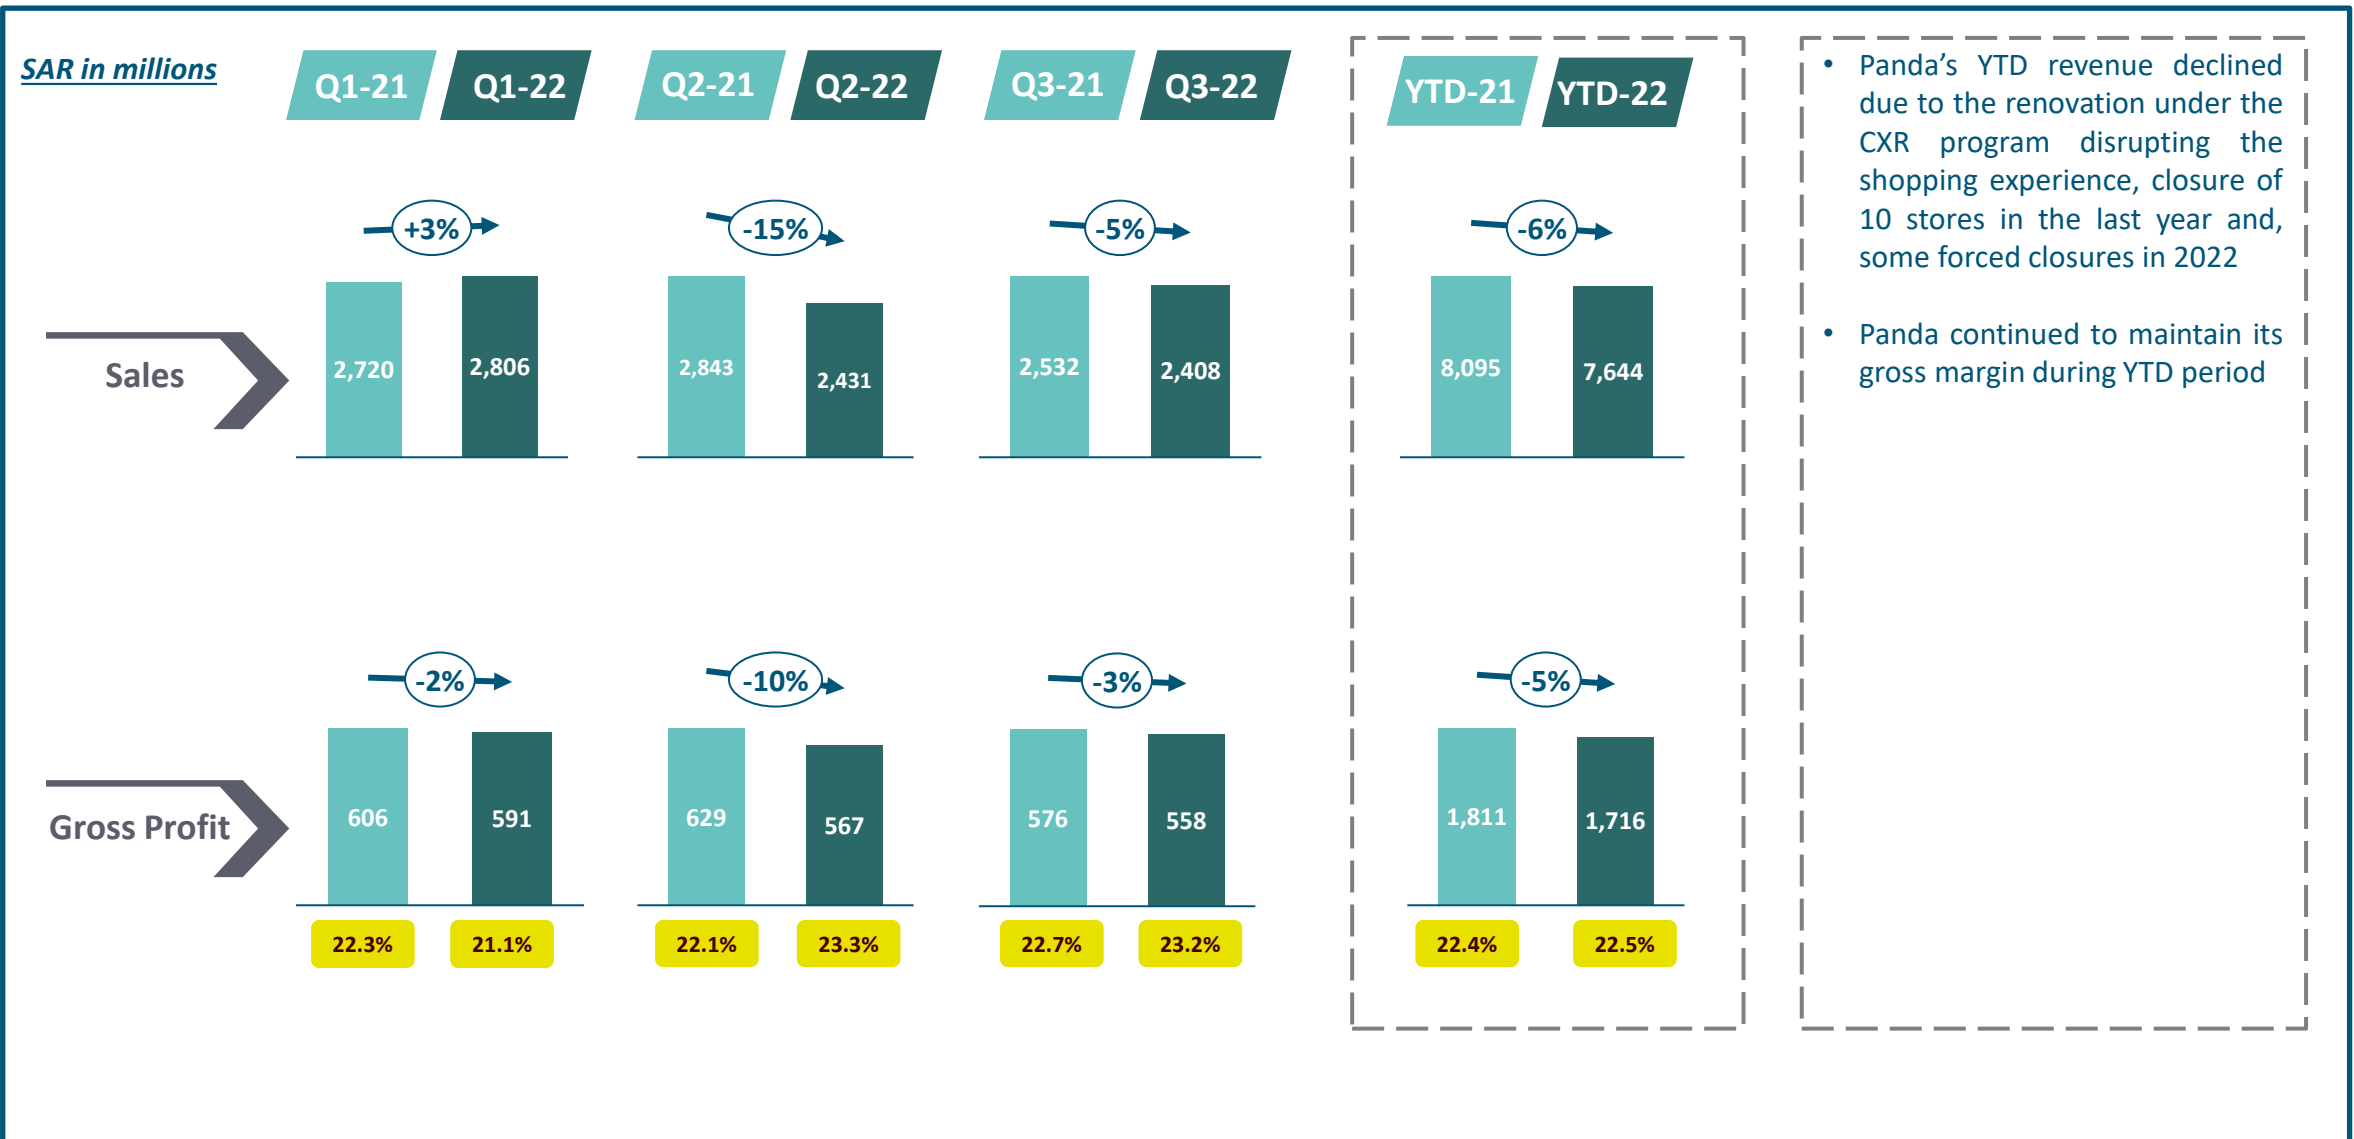 SAR in millions
Q1-21 Q1-22 Q2-21 Q2-22 Q3-21 Q3-22 YTD-21 YTD-22
+3% -15% -5% -6%
Sales
2,720 2,806 2,843 2,431 2,532 2,408 8,095 7,644
-2% -10% -3% -5%
Gross Profit
606 591 629 567 576 558 1,811 1,716
22.3% 21.1% 22.1% 23.3% 22.7% 23.2% 22.4% 22.5%
• Panda's YTD revenue declined
due to the renovation under the
CXR program disrupting the
shopping experience, closure of
10 stores in the last year and,
some forced closures in 2022
• Panda continued to maintain its
gross margin during YTD period